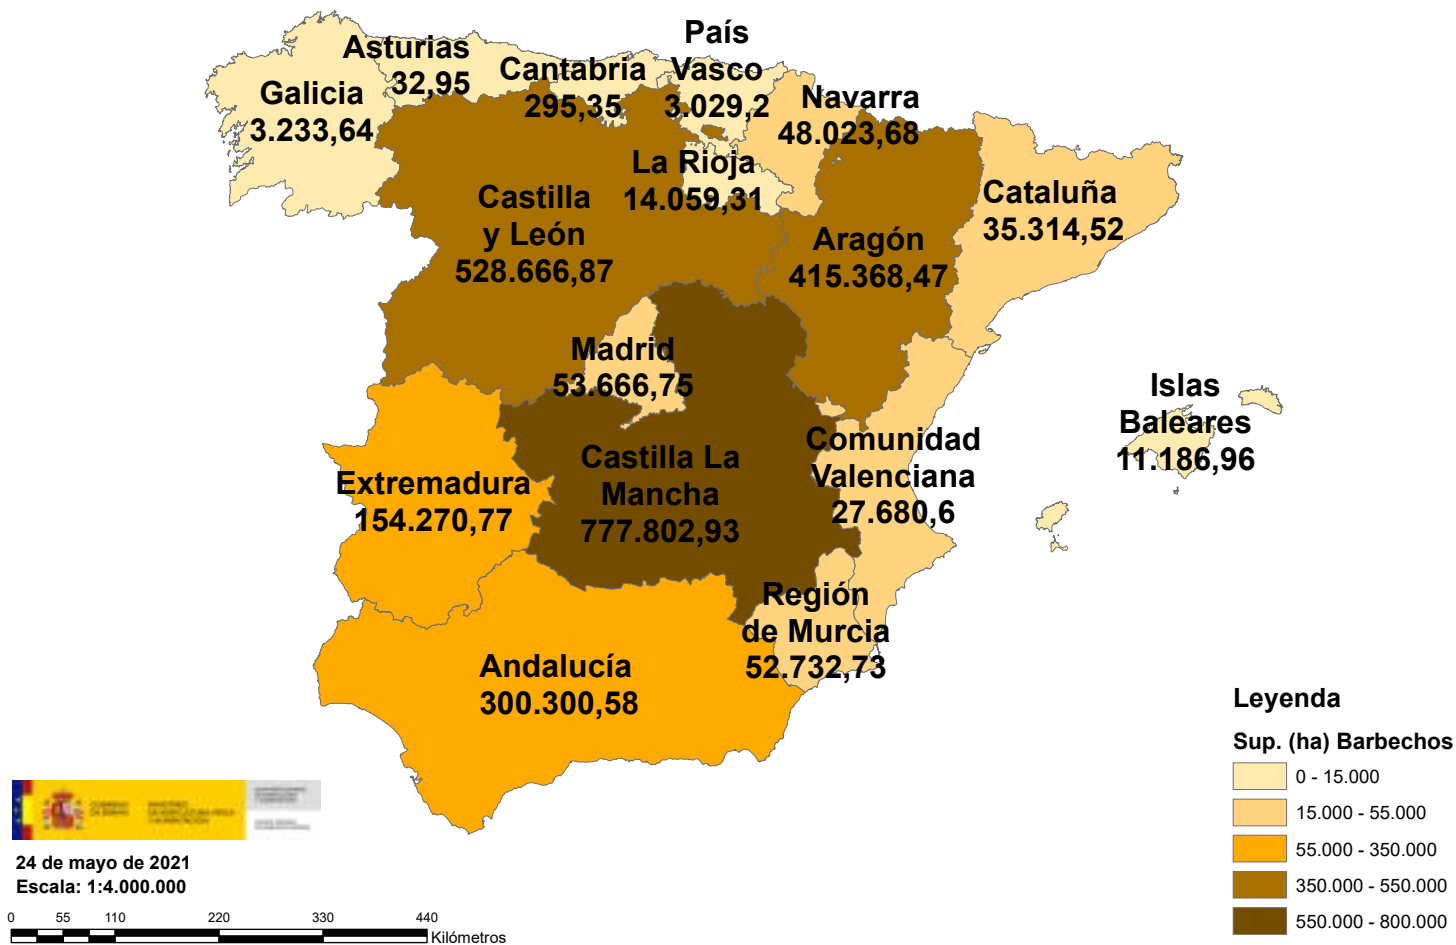 Asturias
32,95
Cantabria
295,35
País
Vasco
3.029,2
Galicia
3.233,64
Navarra
48.023,68
La Rioja
14.059,31
Castilla
y León
528.666,87
Aragón
415.368,47
Cataluña
35.314,52
Madrid
53.666,75
Islas
Baleares
11.186,96
Comunidad
Valenciana
27.680,6
Castilla La
Mancha
777.802,93
Extremadura
154.270,77
Región
de Murcia
52.732,73
Andalucía
300.300,58
Leyenda
Sup. (ha) Barbechos
0 - 15.000
15.000 - 55.000
55.000 - 350.000
350.000 - 550.000
550.000 - 800.000
24 de mayo de 2021
Escala: 1:4.000.000
0 55 110 220 330 440
Kilómetros